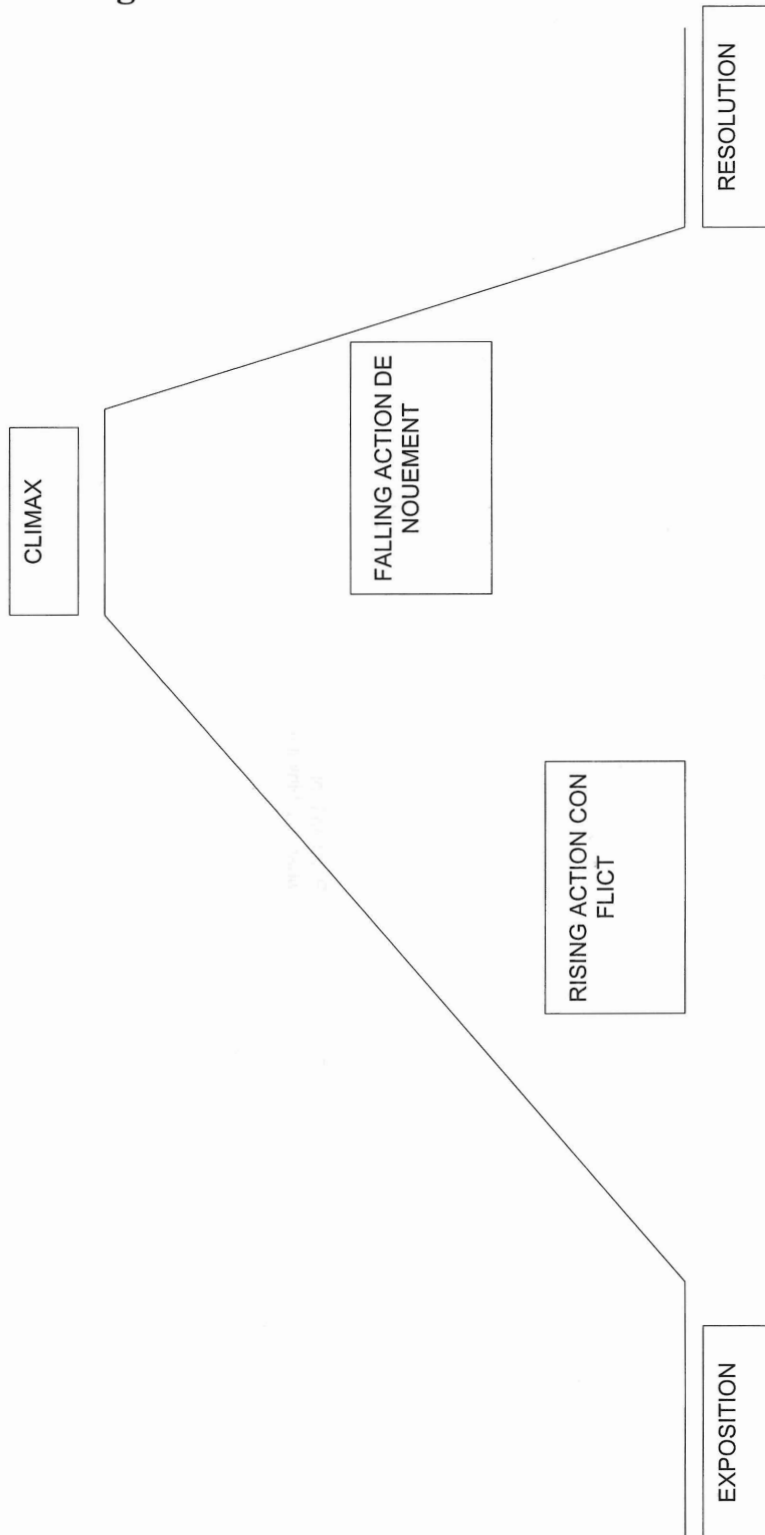 g
CLIMAX
RESOLUTION
FALLING ACTION DE
NOUEMENT
RISING ACTION CON
FLICT
EXPOSITION